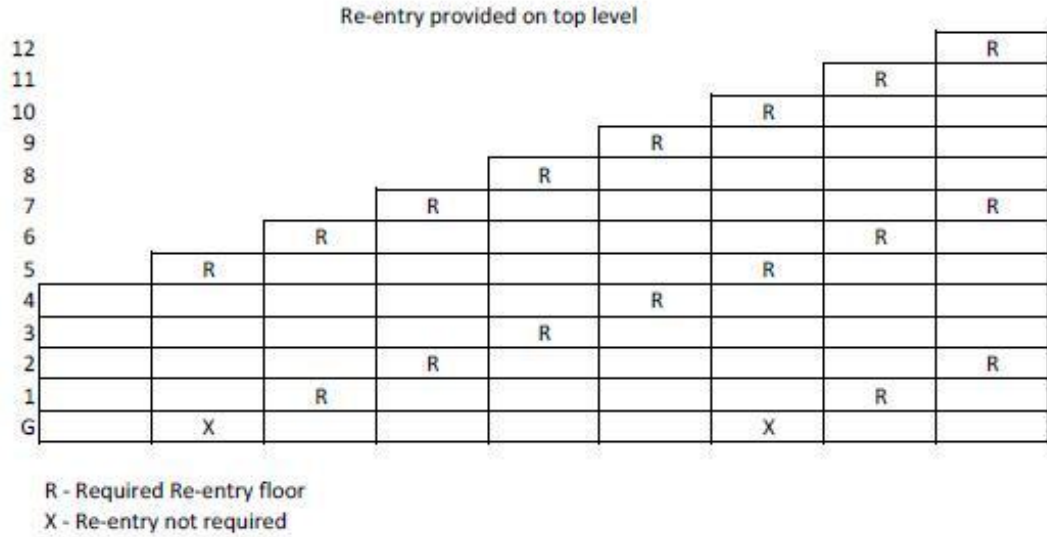 Re-entry provided on top level
12 R
11 R
10 R
9 R
8 R
7 R R
6 R R
5 R R
4 R
3 R
2 R R
1 R R
G X X
R - Required Re-entry floor
X - Re-entry not required